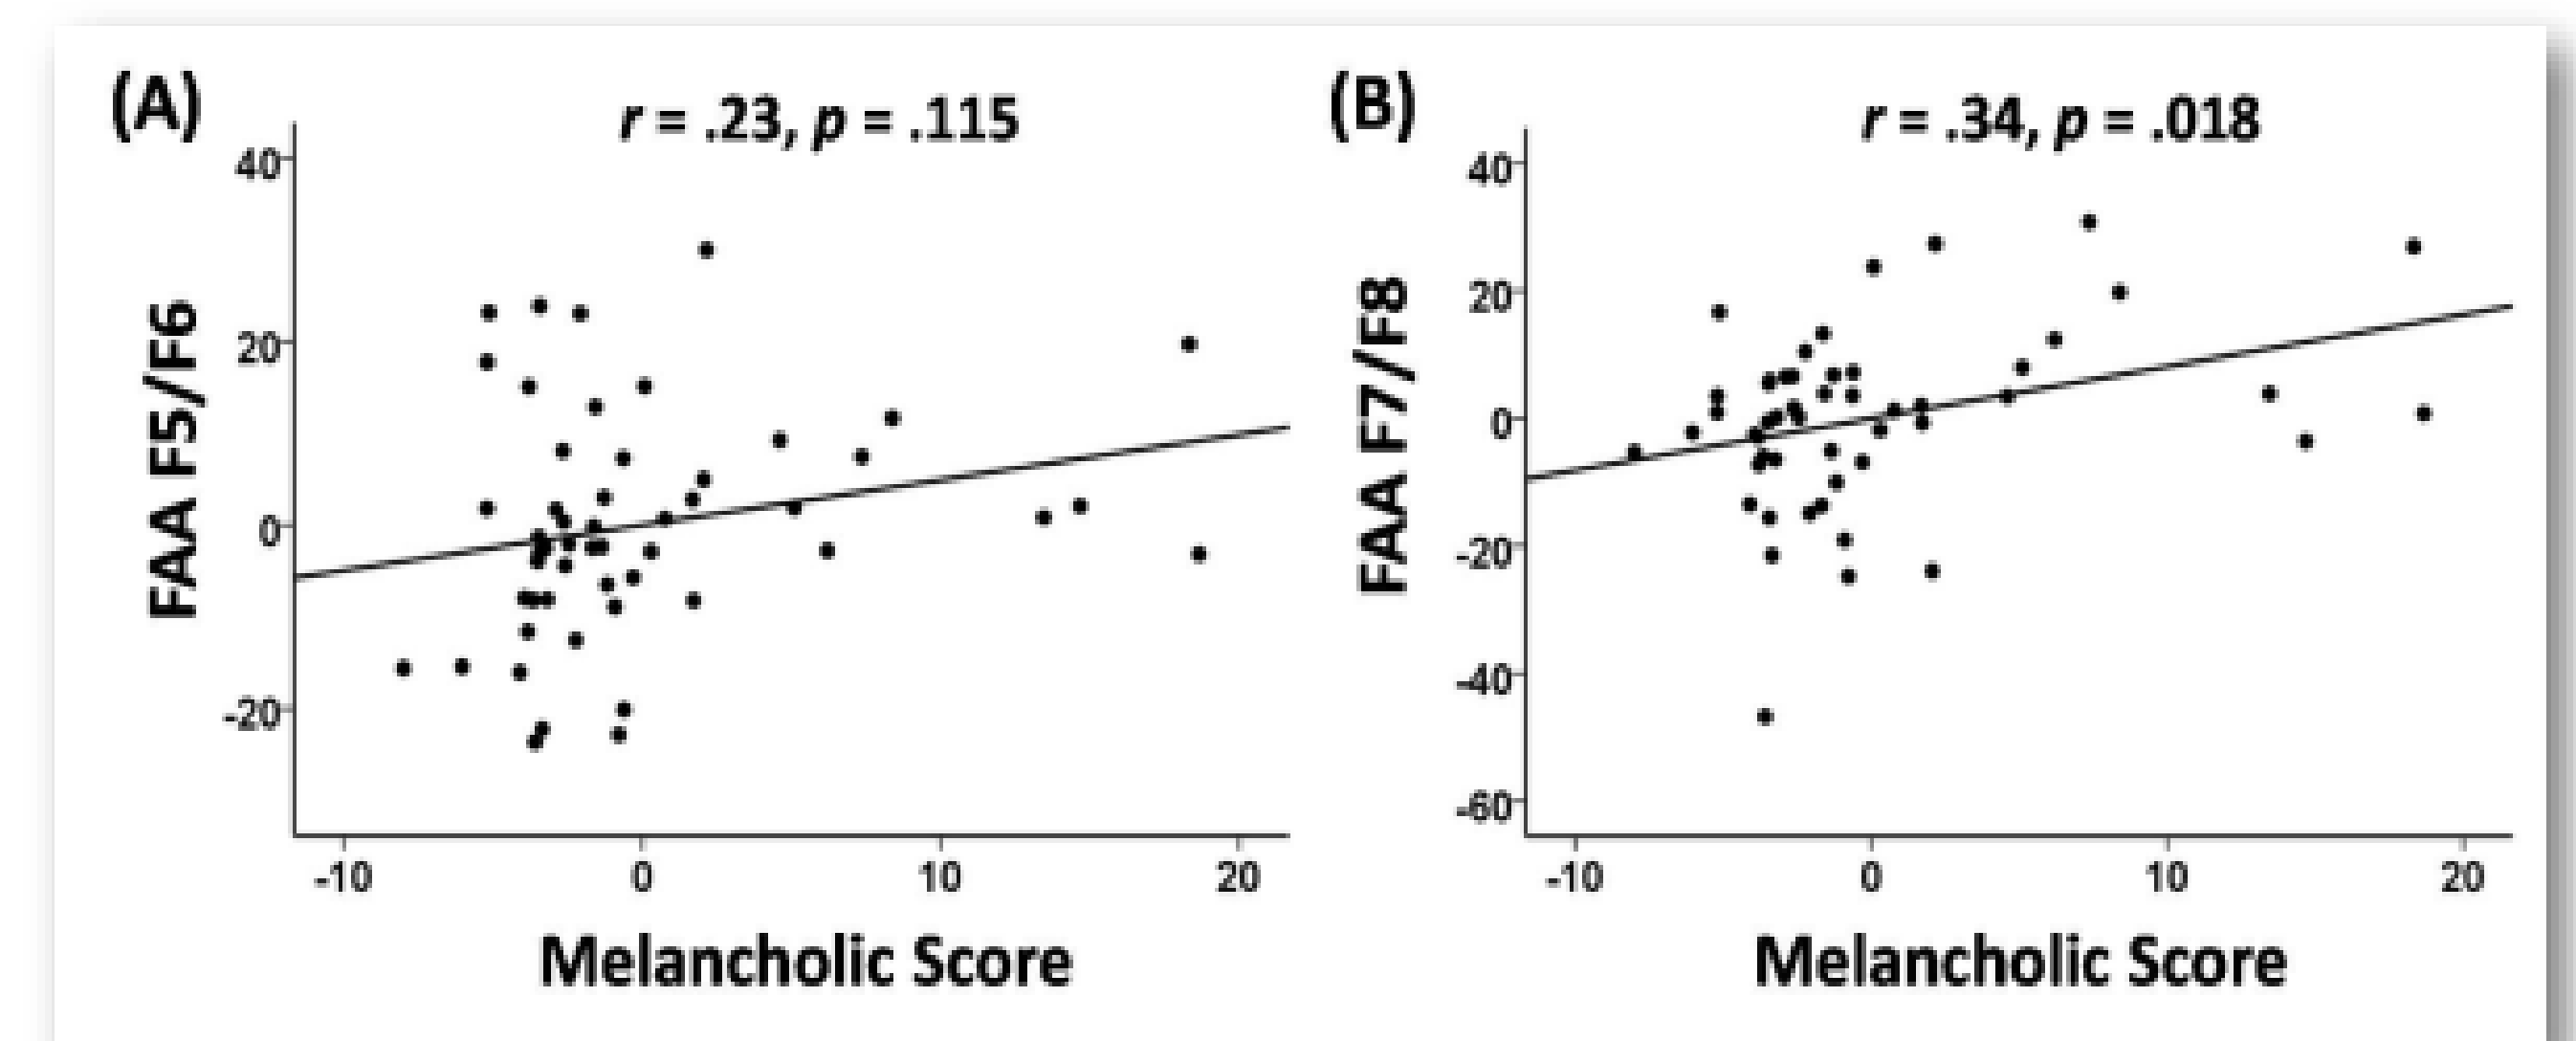 (A)
r = .23, p = .115
40
20
0
-20
FAA F5/F6
-10 0 10 20
Melancholic Score
(B)
r = .34, p = .018
40
20
0
-20
-40
-60
FAA F7/F8
-10 0 10 20
Melancholic Score